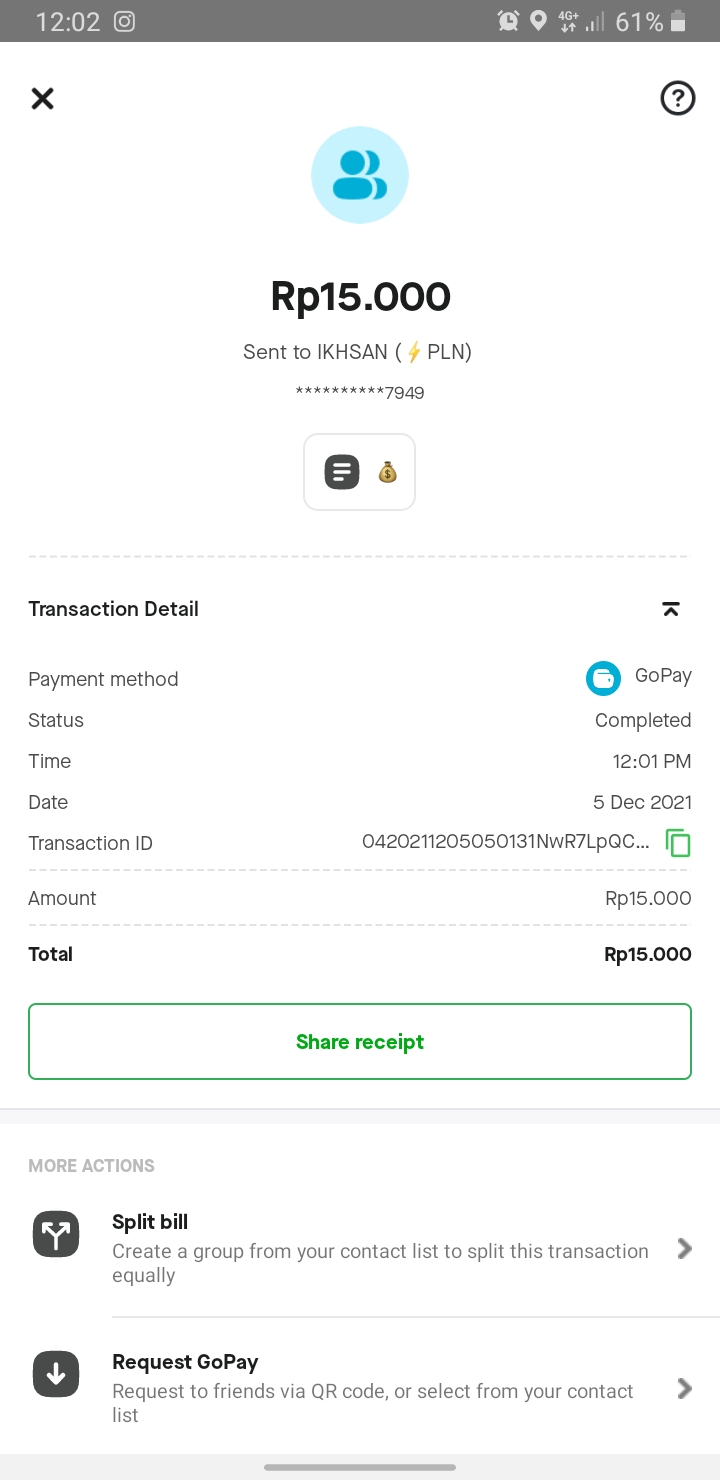 12:02 4G+ 61%
Rp15.000
Sent to IKHSAN (⚡PLN)
**********7949
Transaction Detail
Payment method GoPay
Status Completed
Time 12:01 PM
Date 5 Dec 2021
Transaction ID 0420211205050131NwR7LpQC...
Amount Rp15.000
Total Rp15.000
Share receipt
MORE ACTIONS
Split bill
Create a group from your contact list to split this transaction
equally
Request GoPay
Request to friends via QR code, or select from your contact
list